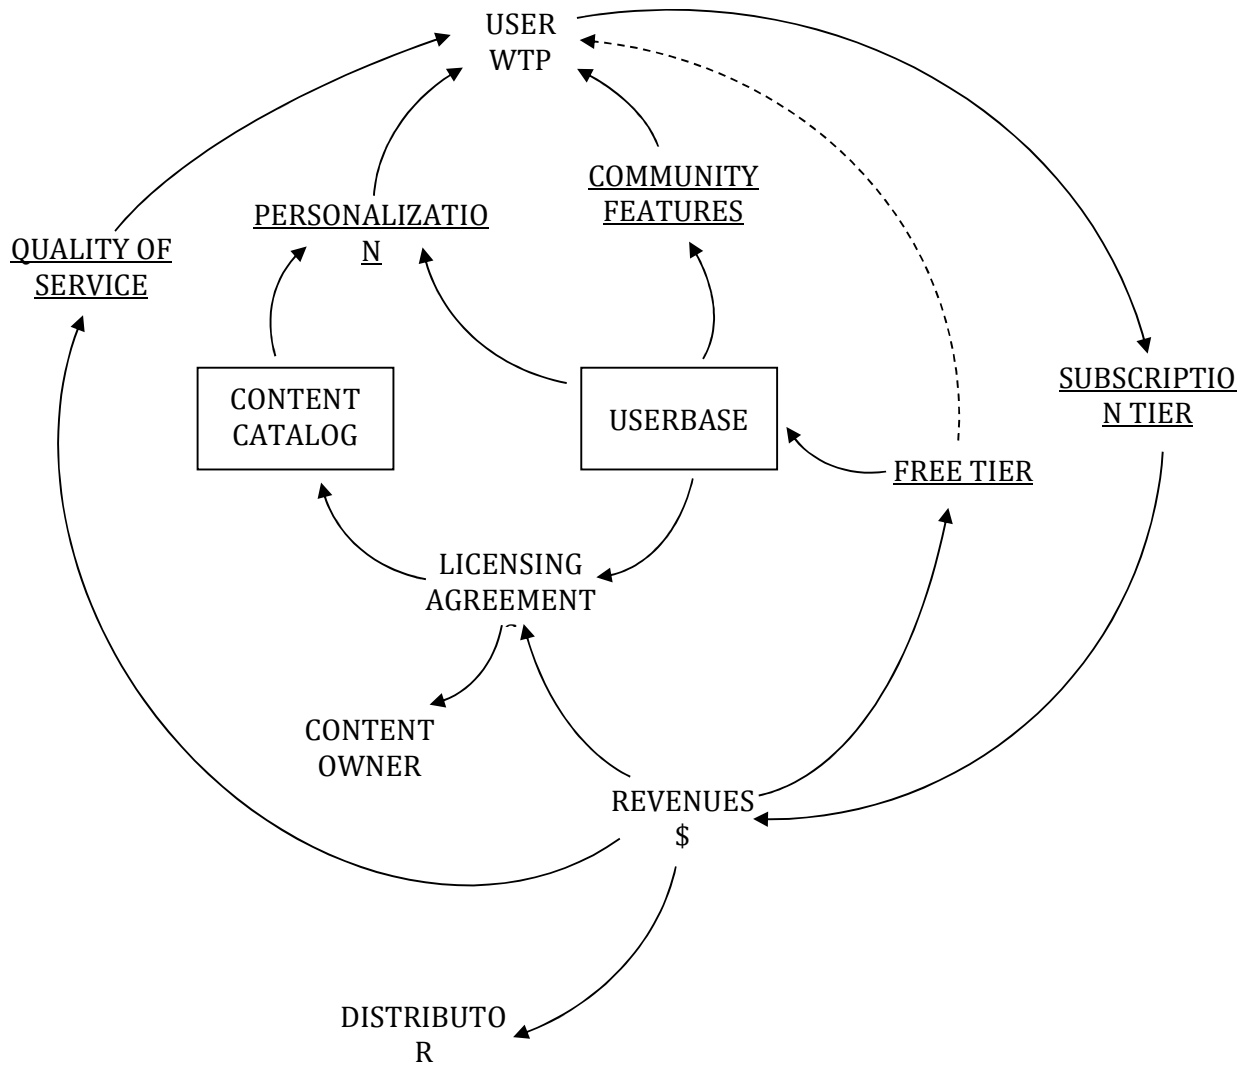 USER
WTP
COMMUNITY
FEATURES
PERSONALIZATIO
N
QUALITY OF
SERVICE
CONTENT
CATALOG
USERBASE
SUBSCRIPTIO
N TIER
FREE TIER
LICENSING
AGREEMENT
CONTENT
OWNER
REVENUES
$
DISTRIBUTO
R